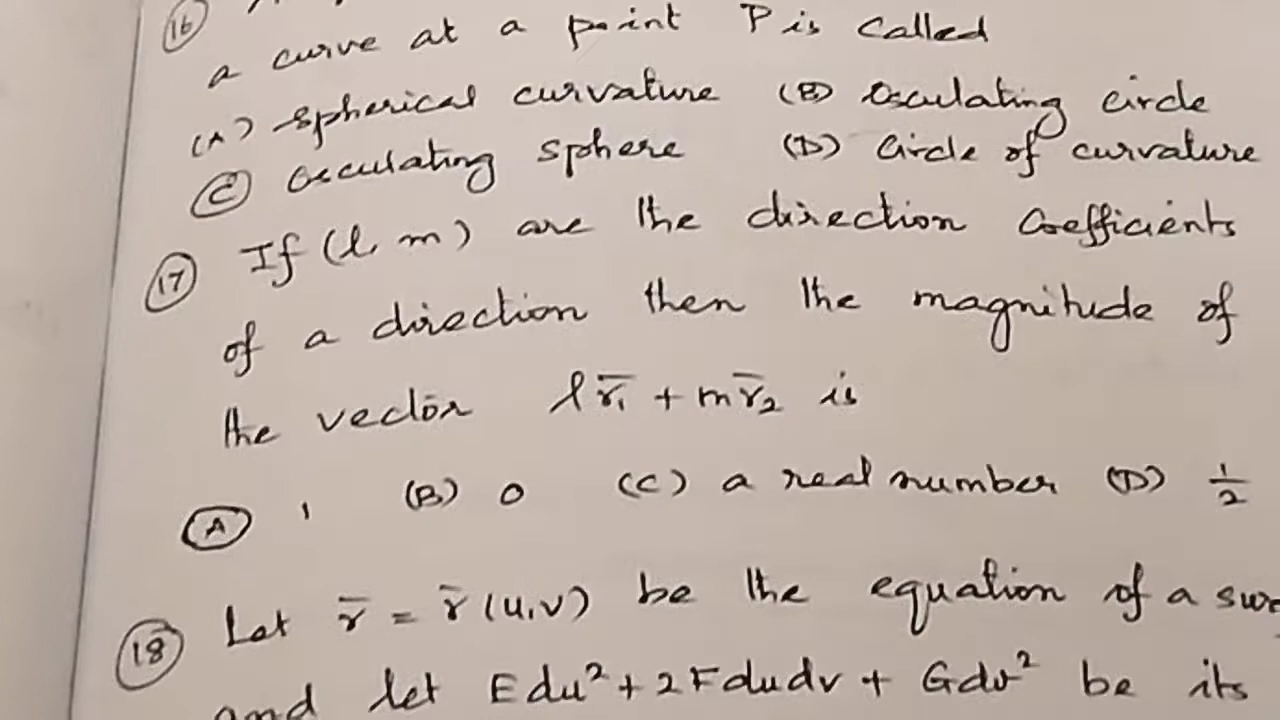 (16)
a curve at a point P is called
(A) spherical curvature (B) Osculating circle
(C) Osculating sphere (D) Circle of curvature
(17) If (l, m) are the direction Coefficients
of a direction then the magnitude of
the vector l r̄₁ + m r̄₂ is
(A) 1 (B) 0 (C) a real number (D) 1/2
(18) Let r̄ = r̄ (u,v) be the equation of a
and let Edu² + 2Fdudv + Gdv² be its